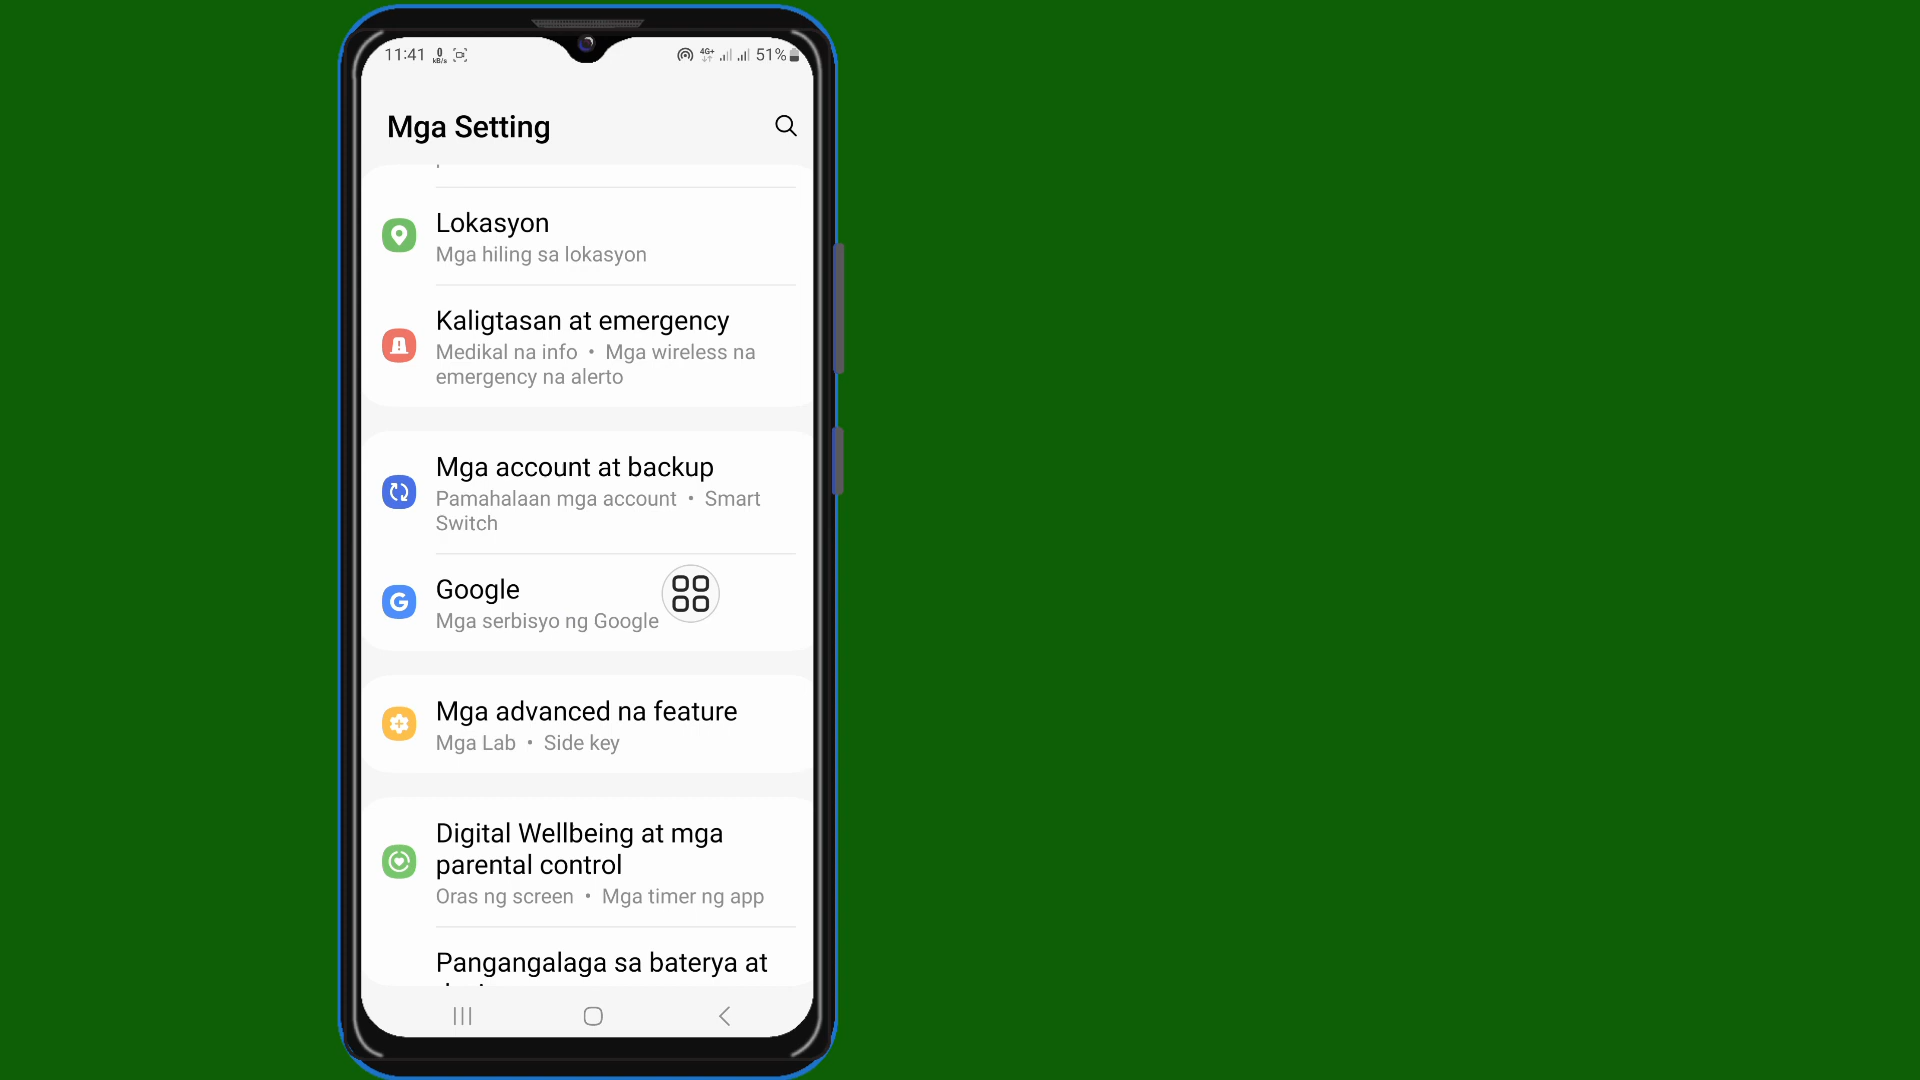 11:41 0 kB/s 4G+ 51%
Mga Setting
Lokasyon
Mga hiling sa lokasyon
Kaligtasan at emergency
Medikal na info • Mga wireless na
emergency na alerto
Mga account at backup
Pamahalaan mga account • Smart
Switch
Google
Mga serbisyo ng Google
Mga advanced na feature
Mga Lab • Side key
Digital Wellbeing at mga
parental control
Oras ng screen • Mga timer ng app
Pangangalaga sa baterya at